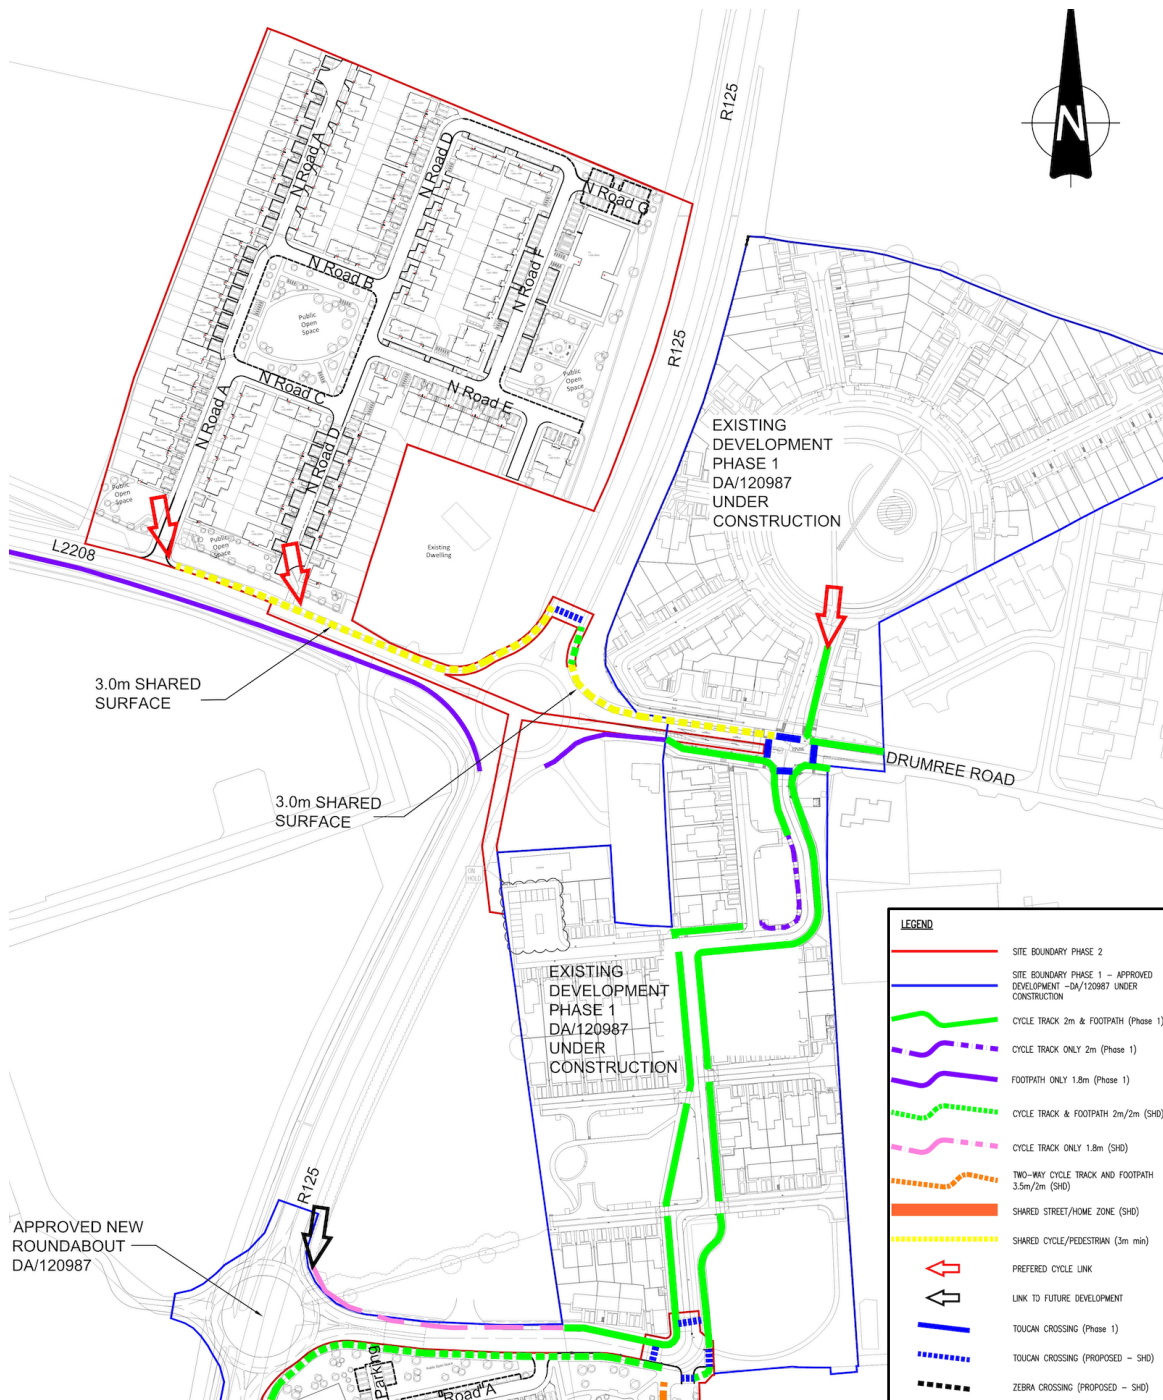 R125
N
N Road A
N Road D
N Road G
N Road B
N Road F
Public
Open
Space
R125
Public
Open
Space
N Road C
N Road E
N Road A
N Road D
EXISTING
DEVELOPMENT
PHASE 1
DA/120987
UNDER
CONSTRUCTION
Public
Open
Space
Public
Open
Space
L2208
Existing
Dwelling
3.0m SHARED
SURFACE
DRUMREE ROAD
3.0m SHARED
SURFACE
ON
HOLD
EXISTING
DEVELOPMENT
PHASE 1
DA/120987
UNDER
CONSTRUCTION
R125
APPROVED NEW
ROUNDABOUT
DA/120987
Parking
Road A
LEGEND
SITE BOUNDARY PHASE 2
SITE BOUNDARY PHASE 1 - APPROVED
DEVELOPMENT -DA/120987 UNDER
CONSTRUCTION
CYCLE TRACK 2m & FOOTPATH (Phase 1)
CYCLE TRACK ONLY 2m (Phase 1)
FOOTPATH ONLY 1.8m (Phase 1)
CYCLE TRACK & FOOTPATH 2m/2m (SHD)
CYCLE TRACK ONLY 1.8m (SHD)
TWO-WAY CYCLE TRACK AND FOOTPATH
3.5m/2m (SHD)
SHARED STREET/HOME ZONE (SHD)
SHARED CYCLE/PEDESTRIAN (3m min)
PREFERED CYCLE LINK
LINK TO FUTURE DEVELOPMENT
TOUCAN CROSSING (Phase 1)
TOUCAN CROSSING (PROPOSED - SHD)
ZEBRA CROSSING (PROPOSED - SHD)